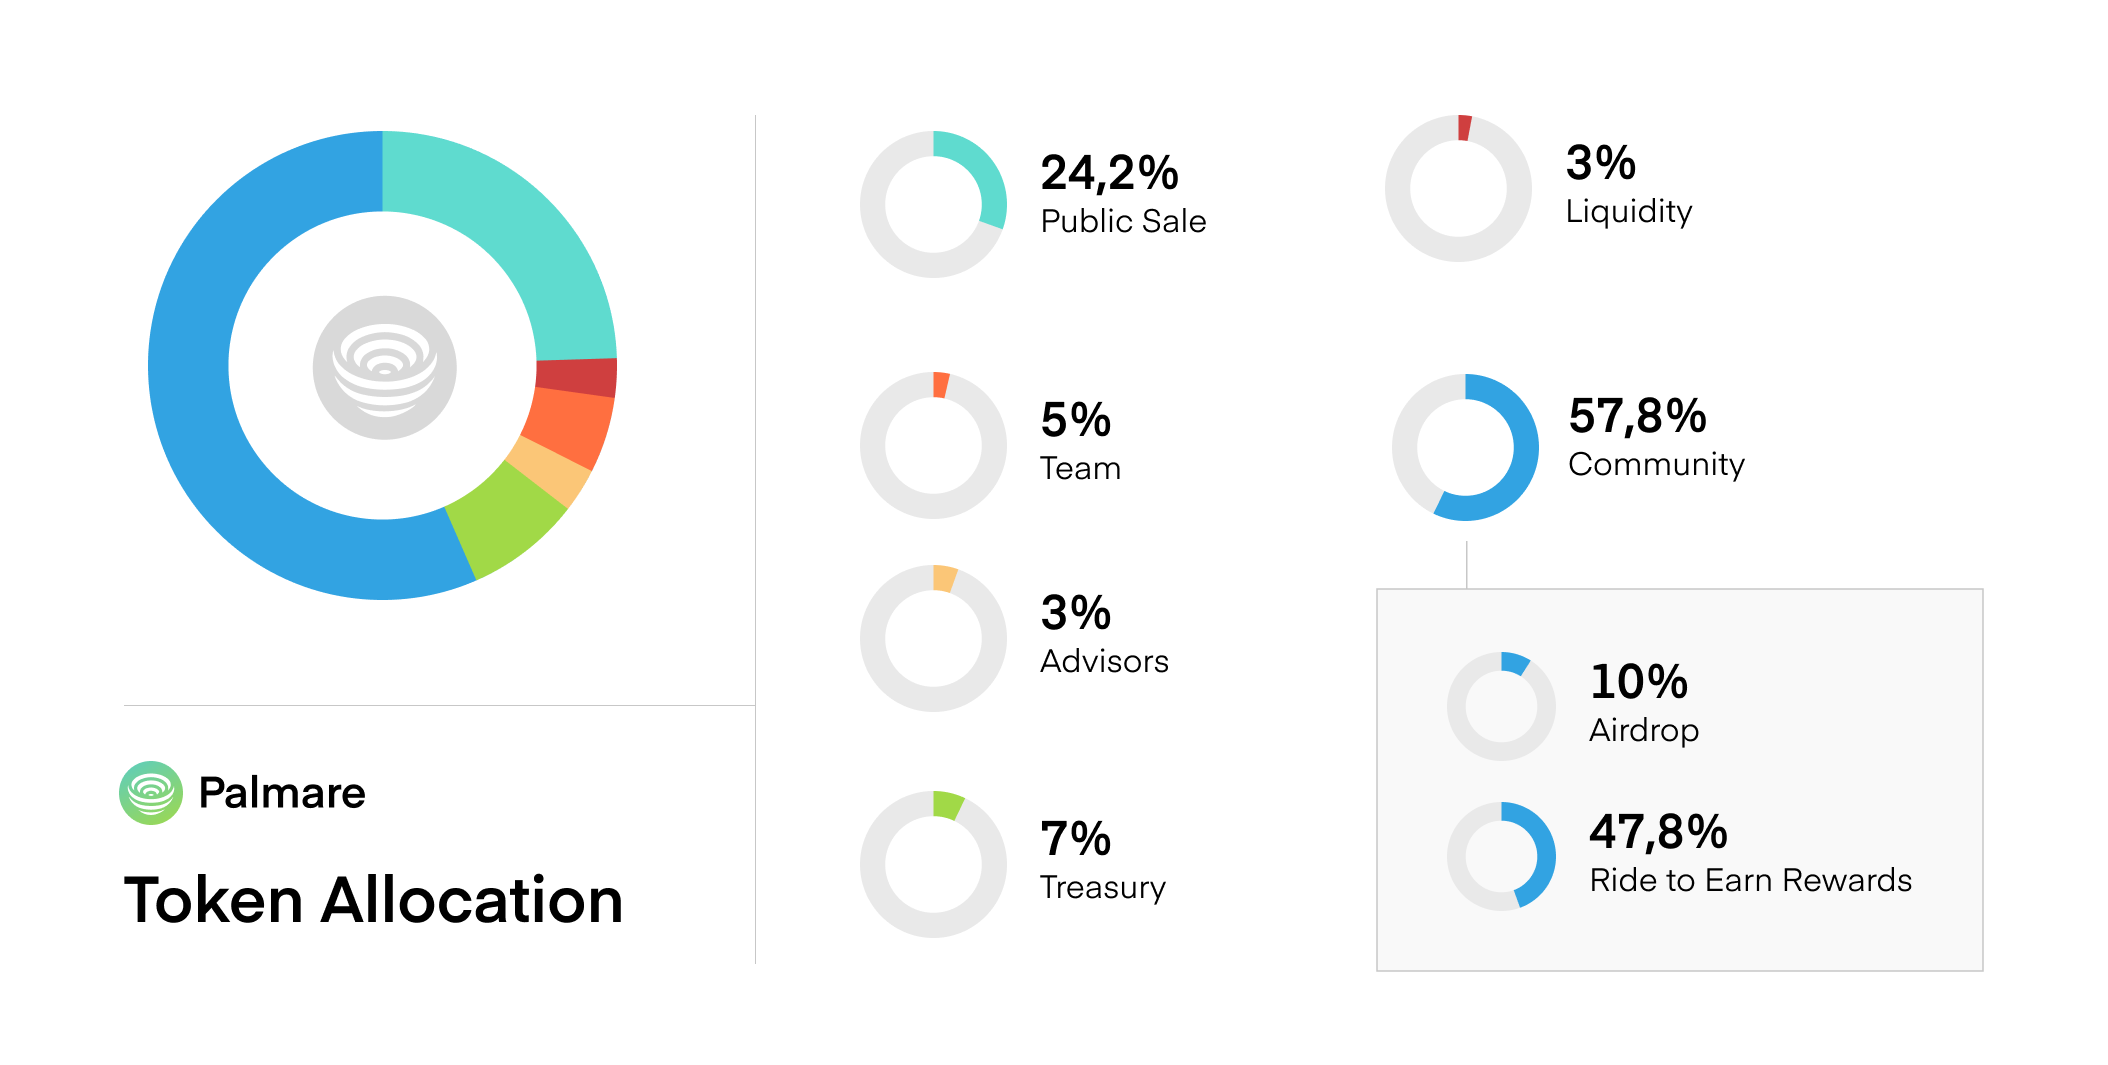 Palmare
Token Allocation
24,2%
Public Sale
5%
Team
3%
Advisors
7%
Treasury
3%
Liquidity
57,8%
Community
10%
Airdrop
47,8%
Ride to Earn Rewards